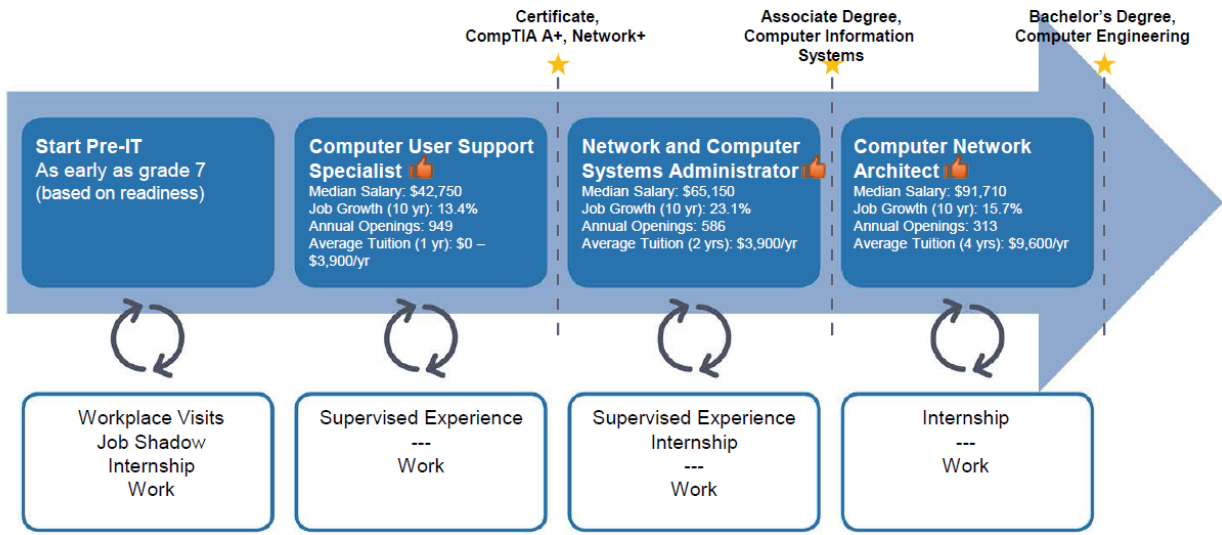 Certificate,
CompTIA A+, Network+
Associate Degree,
Computer Information
Systems
Bachelor’s Degree,
Computer Engineering
Start Pre-IT
As early as grade 7
(based on readiness)
Computer User Support
Specialist
Median Salary: $42,750
Job Growth (10 yr): 13.4%
Annual Openings: 949
Average Tuition (1 yr): $0 –
$3,900/yr
Network and Computer
Systems Administrator
Median Salary: $65,150
Job Growth (10 yr): 23.1%
Annual Openings: 586
Average Tuition (2 yrs): $3,900/yr
Computer Network
Architect
Median Salary: $91,710
Job Growth (10 yr): 15.7%
Annual Openings: 313
Average Tuition (4 yrs): $9,600/yr
Workplace Visits
Job Shadow
Internship
Work
Supervised Experience
---
Work
Supervised Experience
Internship
---
Work
Internship
---
Work